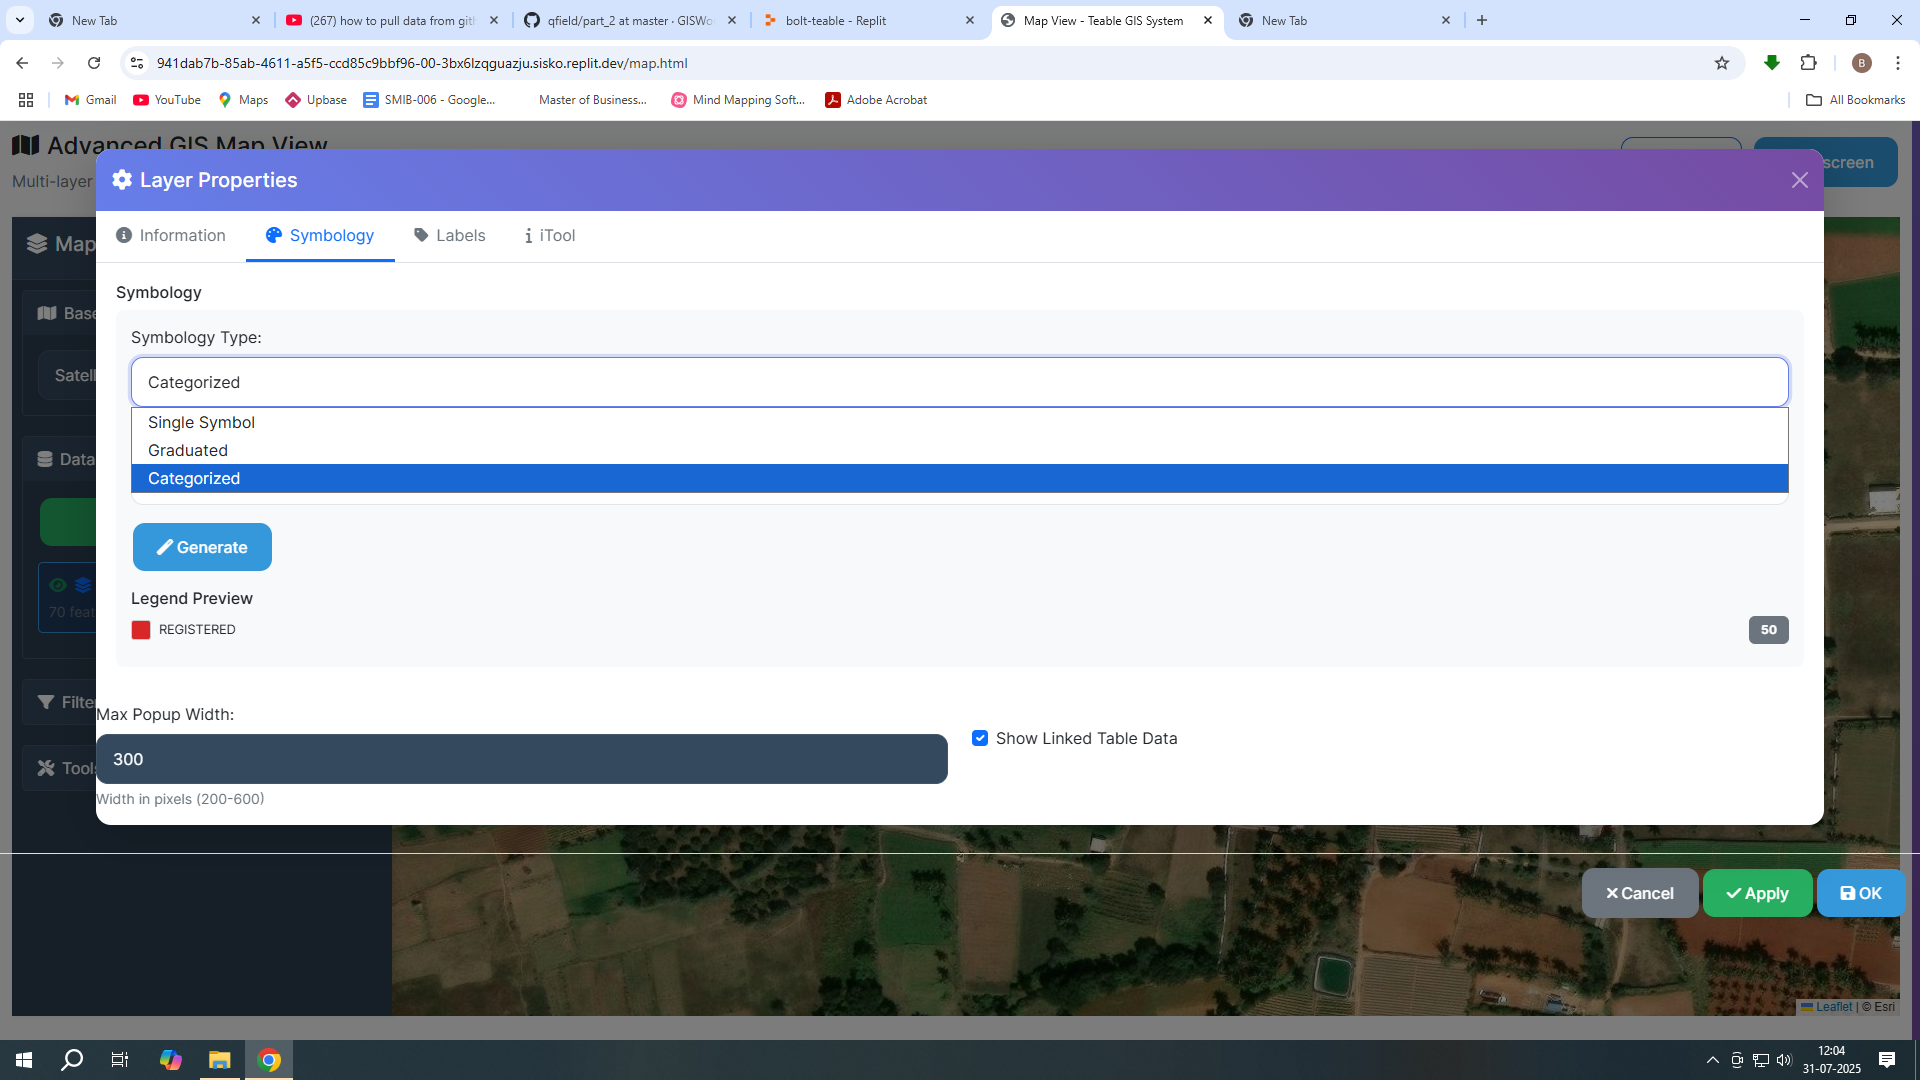 New Tab
(267) how to pull data from gith
qfield/part_2 at master · GISWo
bolt-teable - Replit
Map View - Teable GIS System
New Tab
941dab7b-85ab-4611-a5f5-ccd85c9bbf96-00-3bx6lzqguazju.sisko.replit.dev/map.html
B
Gmail
YouTube
Maps
Upbase
SMIB-006 - Google...
Master of Business...
Mind Mapping Soft...
Adobe Acrobat
All Bookmarks
Advanced GIS Map View
Multi-layer
screen
Layer Properties
Information
Symbology
Labels
iTool
Map
Base
Satell
Data
70 feat
Filter
Tools
Symbology
Symbology Type:
Categorized
Single Symbol
Graduated
Categorized
Generate
Legend Preview
REGISTERED
50
Max Popup Width:
300
Width in pixels (200-600)
Show Linked Table Data
Cancel
Apply
OK
Leaflet | © Esri
12:04
31-07-2025